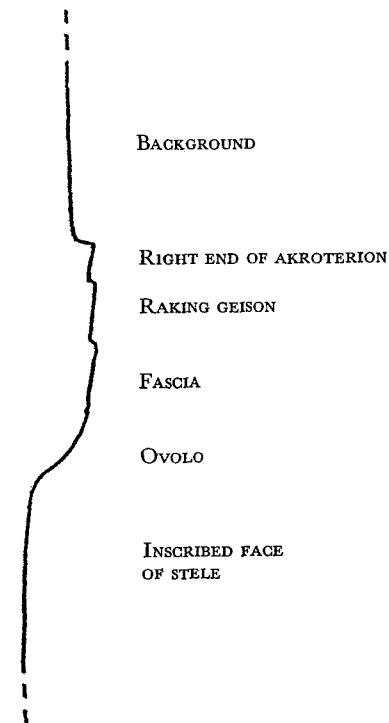 BACKGROUND
RIGHT END OF AKROTERION
RAKING GEISON
FASCIA
OVOLO
INSCRIBED FACE
OF STELE